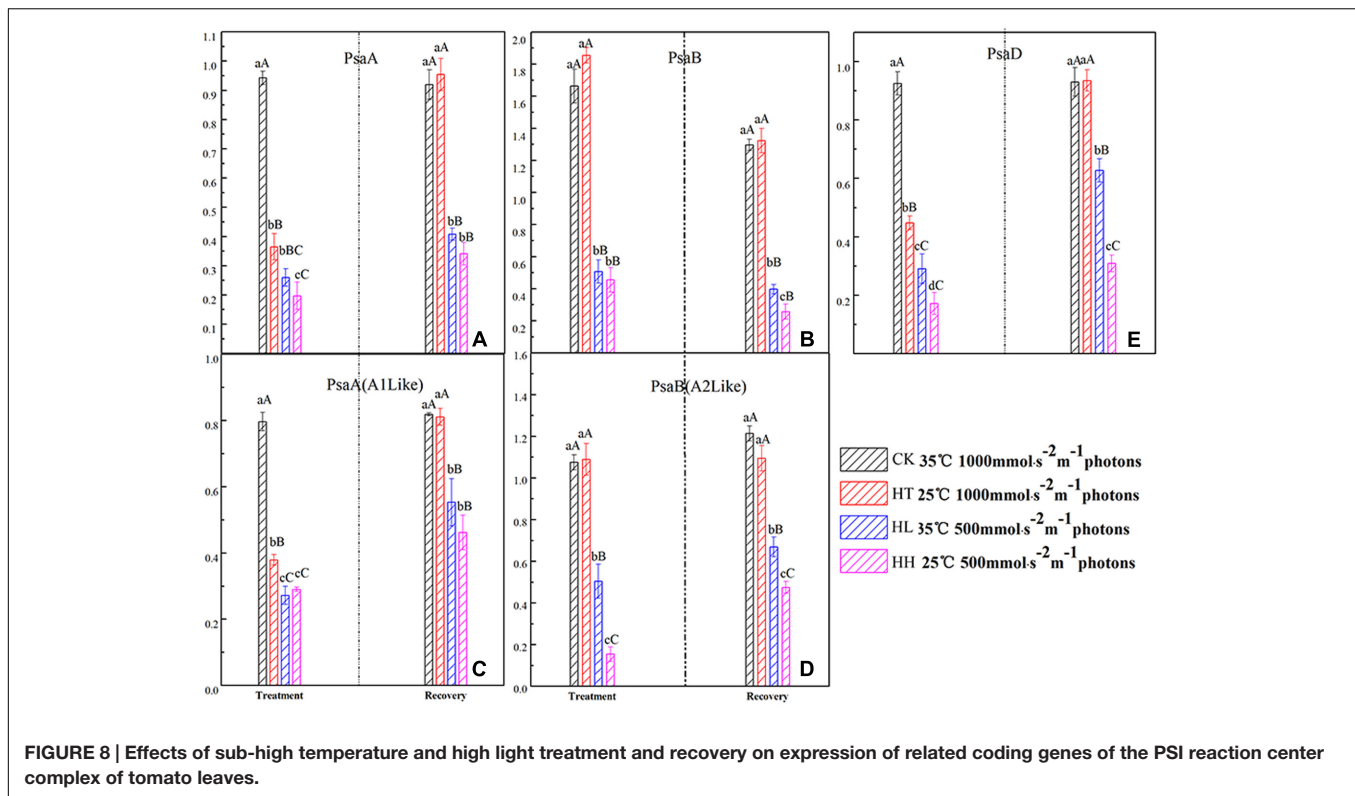 PsaA
1.1
1.0
0.9
0.8
0.7
0.6
0.5
0.4
0.3
0.2
0.1
aA
bB
bBC
cC
aA
aA
bB
bB
A
PsaB
2.0
1.8
1.6
1.4
1.2
1.0
0.8
0.6
0.4
0.2
aA
aA
bB
bB
aA
aA
bB
cB
B
PsaD
1.0
0.8
0.6
0.4
0.2
aA
bB
cC
dC
aA
aA
bB
cC
E
PsaA(A1Like)
1.0
0.8
0.6
0.4
0.2
0.0
aA
bB
cC
cC
aA
aA
bB
bB
C
Treatment
Recovery
PsaB(A2Like)
1.6
1.4
1.2
1.0
0.8
0.6
0.4
0.2
0.0
aA
aA
bB
cC
aA
aA
bB
cC
D
Treatment
Recovery
CK 35℃ 1000mmol·s⁻²m⁻¹photons
HT 25℃ 1000mmol·s⁻²m⁻¹photons
HL 35℃ 500mmol·s⁻²m⁻¹photons
HH 25℃ 500mmol·s⁻²m⁻¹photons
FIGURE 8 | Effects of sub-high temperature and high light treatment and recovery on expression of related coding genes of the PSI reaction center
complex of tomato leaves.